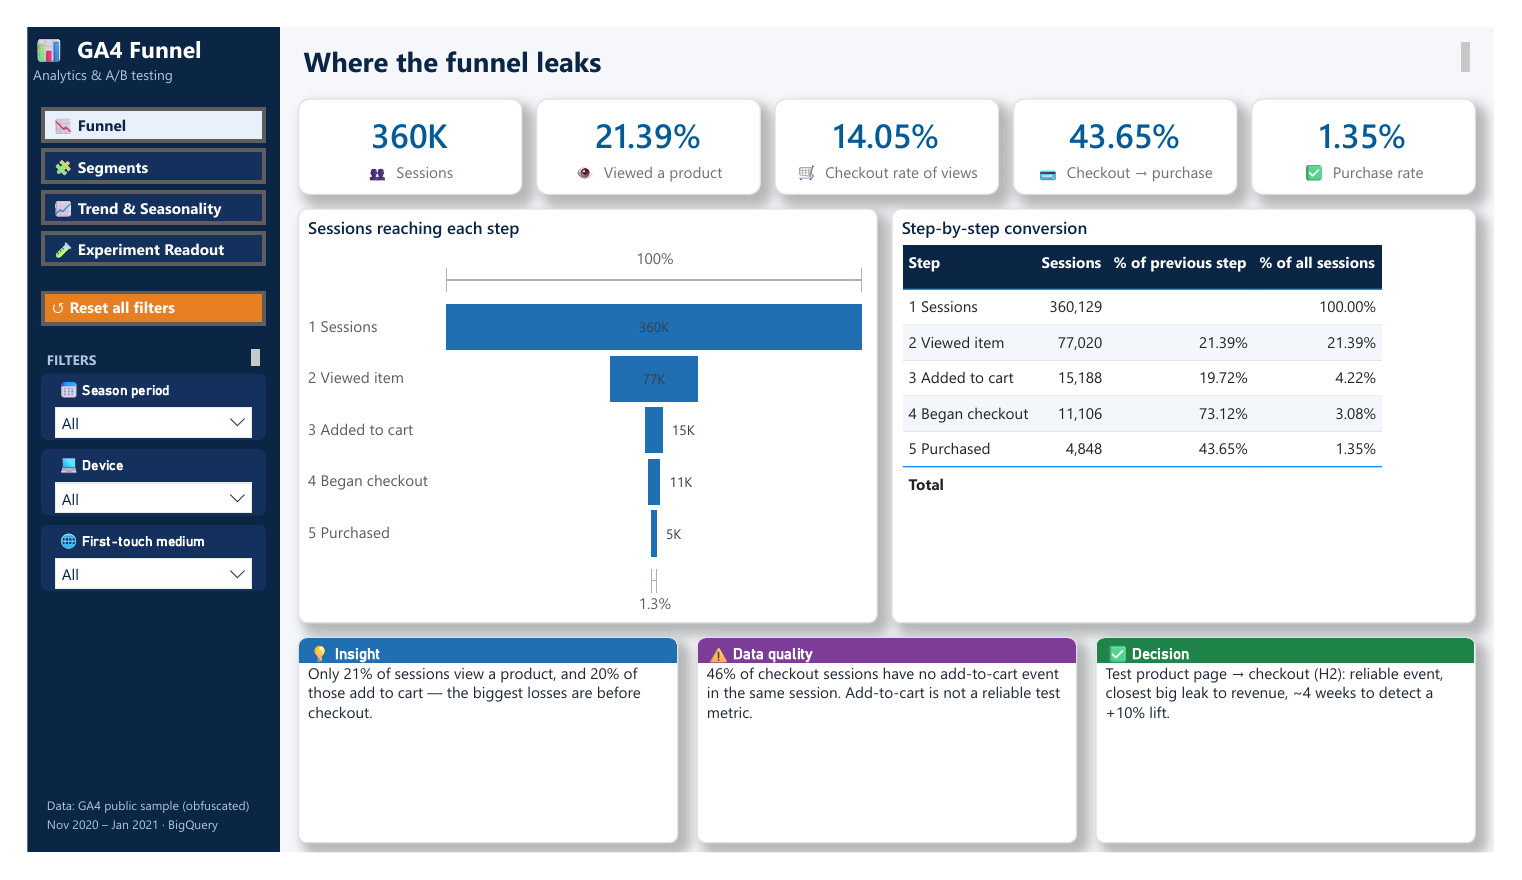 GA4 Funnel
Analytics & A/B testing
Funnel
Segments
Trend & Seasonality
Experiment Readout
↺ Reset all filters
FILTERS
Season period
All
Device
All
First-touch medium
All
Data: GA4 public sample (obfuscated)
Nov 2020 – Jan 2021 · BigQuery
Where the funnel leaks
360K
Sessions
21.39%
Viewed a product
14.05%
Checkout rate of views
43.65%
Checkout → purchase
1.35%
Purchase rate
Sessions reaching each step
100%
1 Sessions 360K
2 Viewed item 77K
3 Added to cart 15K
4 Began checkout 11K
5 Purchased 5K
1.3%
Step-by-step conversion
Step Sessions % of previous step % of all sessions
1 Sessions 360,129 100.00%
2 Viewed item 77,020 21.39% 21.39%
3 Added to cart 15,188 19.72% 4.22%
4 Began checkout 11,106 73.12% 3.08%
5 Purchased 4,848 43.65% 1.35%
Total
Insight
Only 21% of sessions view a product, and 20% of
those add to cart — the biggest losses are before
checkout.
Data quality
46% of checkout sessions have no add-to-cart event
in the same session. Add-to-cart is not a reliable test
metric.
Decision
Test product page → checkout (H2): reliable event,
closest big leak to revenue, ~4 weeks to detect a
+10% lift.